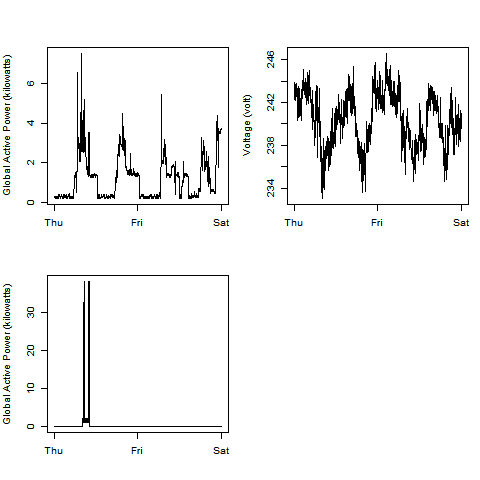 Global Active Power (kilowatts)
6
4
2
0
Thu
Fri
Sat
Voltage (volt)
246
242
238
234
Thu
Fri
Sat
Global Active Power (kilowatts)
30
20
10
0
Thu
Fri
Sat